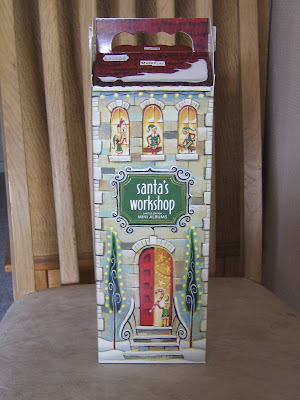 santa's
workshop
LIMITED EDITION
MINI ALBUMS